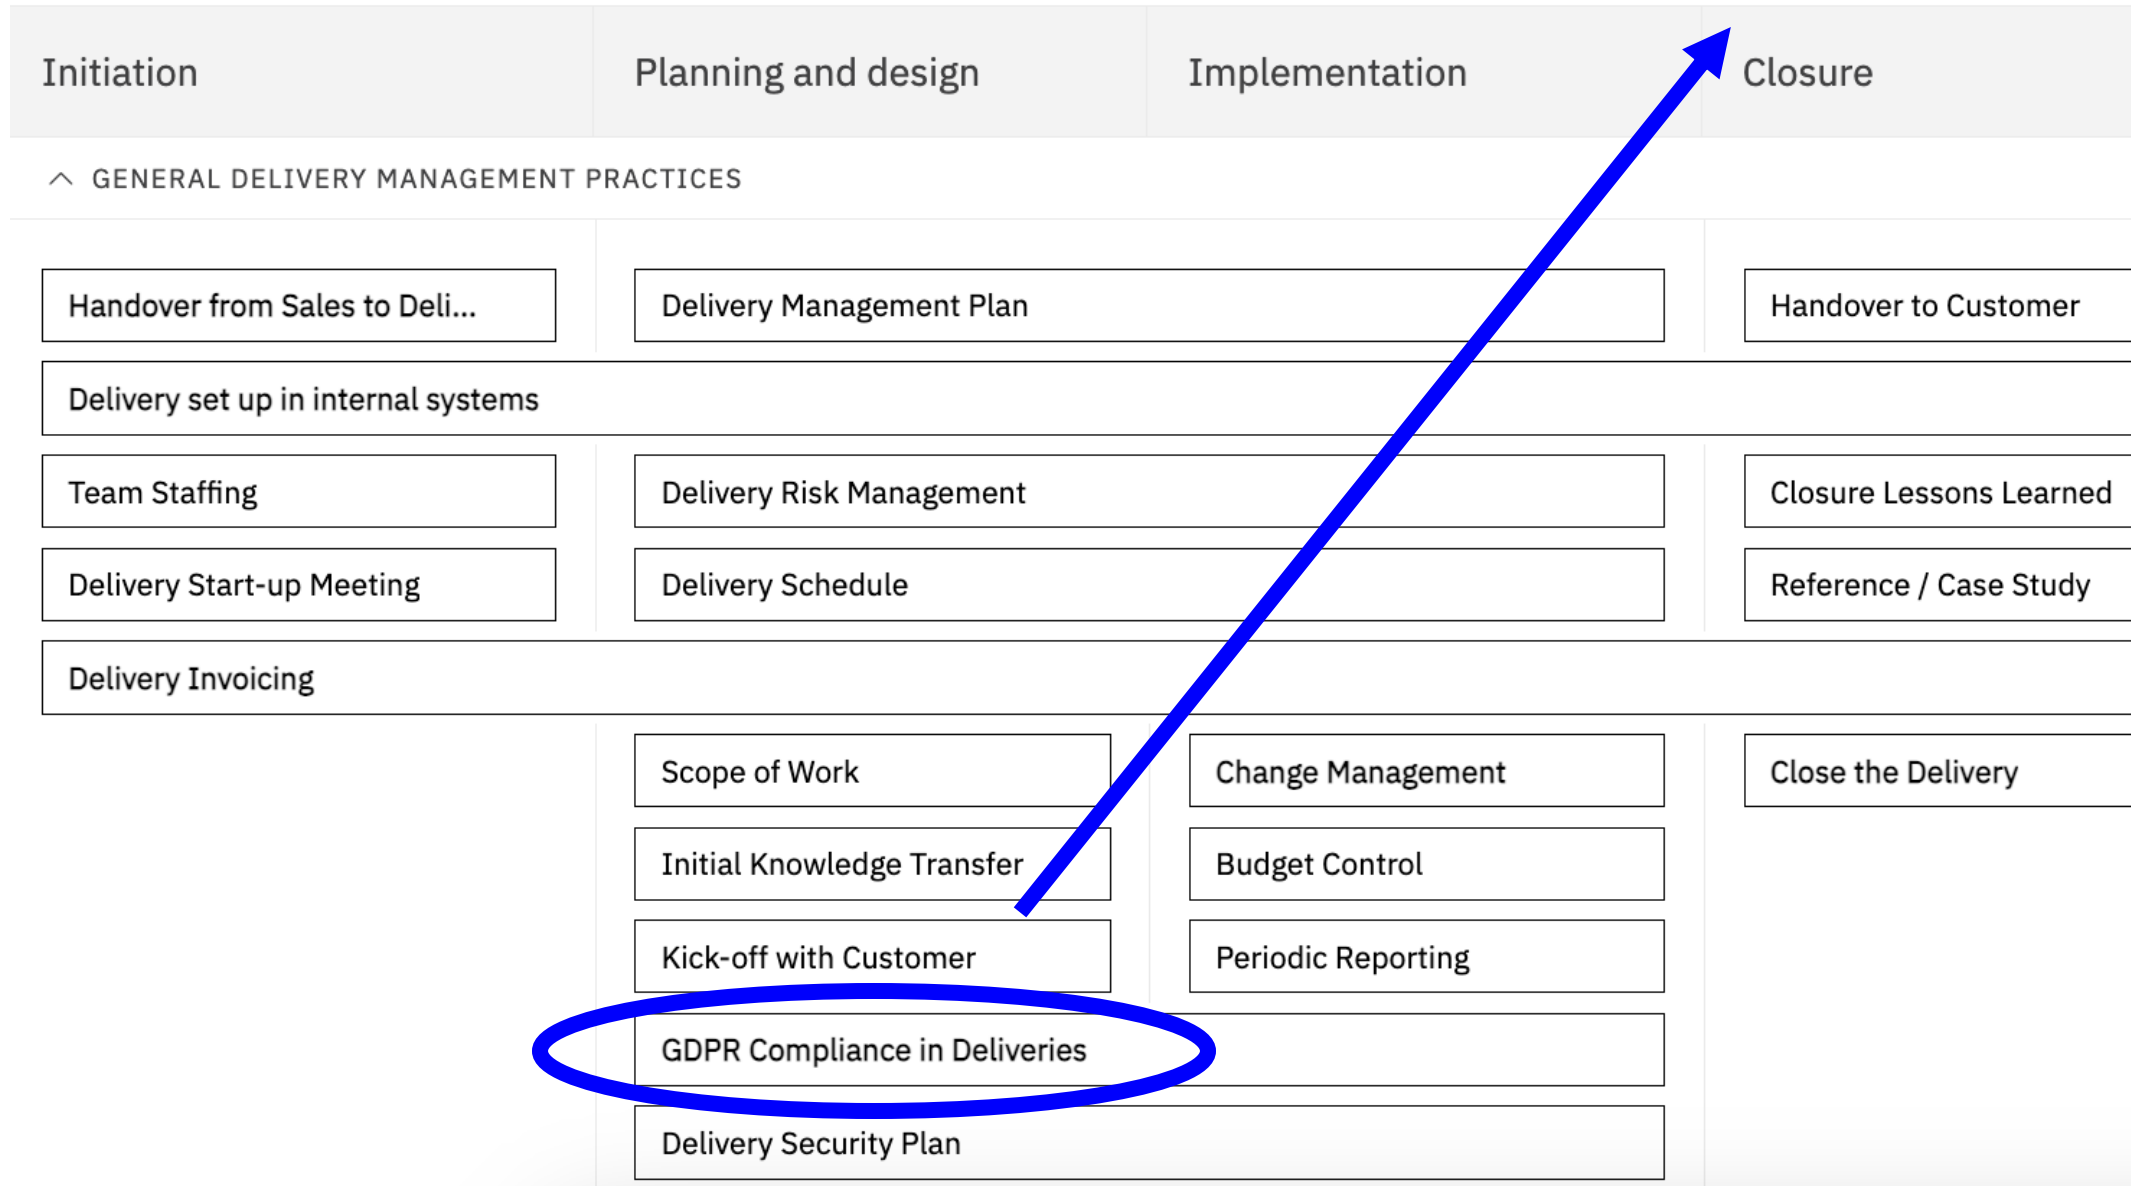 Initiation
Planning and design
Implementation
Closure
GENERAL DELIVERY MANAGEMENT PRACTICES
Handover from Sales to Deli...
Delivery Management Plan
Handover to Customer
Delivery set up in internal systems
Team Staffing
Delivery Risk Management
Closure Lessons Learned
Delivery Start-up Meeting
Delivery Schedule
Reference / Case Study
Delivery Invoicing
Scope of Work
Change Management
Close the Delivery
Initial Knowledge Transfer
Budget Control
Kick-off with Customer
Periodic Reporting
GDPR Compliance in Deliveries
Delivery Security Plan